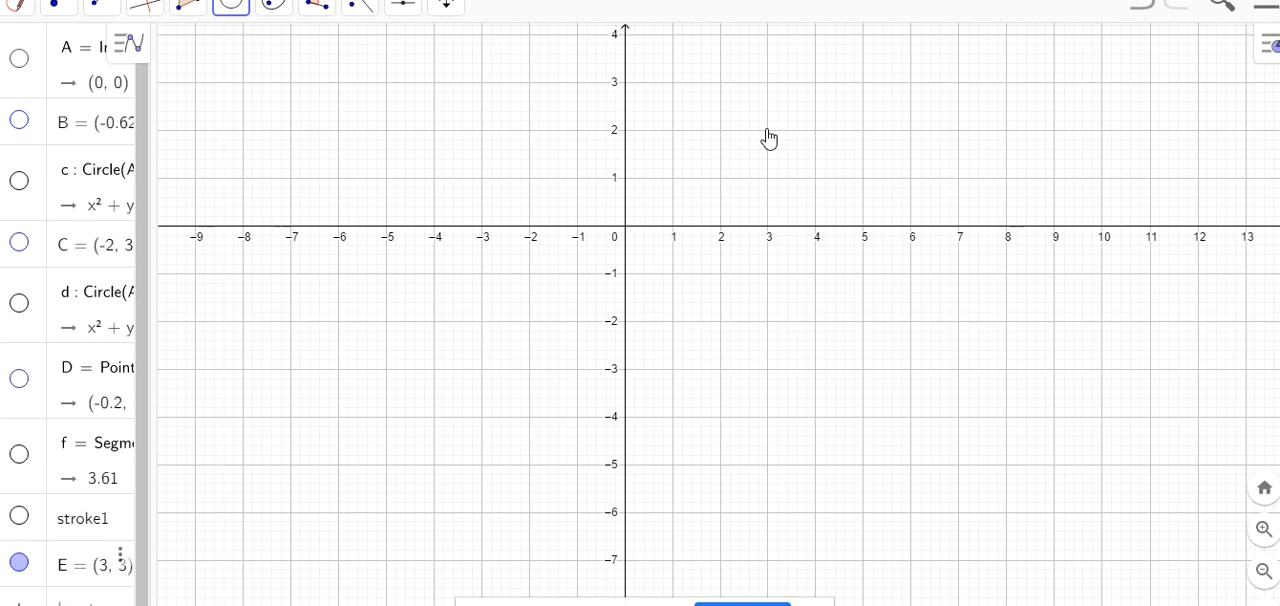 A = I
→ (0, 0)
B = (-0.62
c : Circle(A
→ x² + y
C = (-2, 3
d : Circle(A
→ x² + y
D = Point
→ (-0.2,
f = Segm
→ 3.61
stroke1
E = (3, 3)
4
3
2
1
−9 −8 −7 −6 −5 −4 −3 −2 −1 0 1 2 3 4 5 6 7 8 9 10 11 12 13
−1
−2
−3
−4
−5
−6
−7